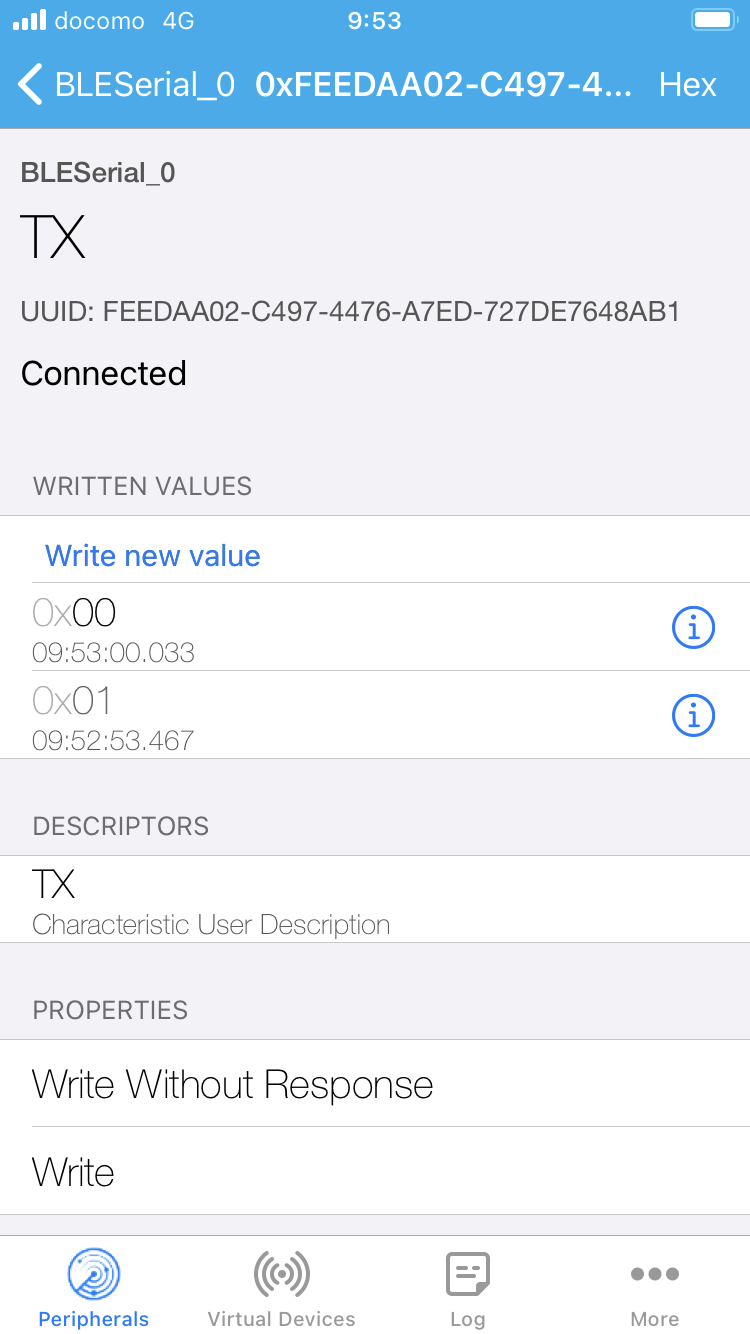 docomo 4G 9:53
BLESerial_0 0xFEEDAA02-C497-4... Hex
BLESerial_0
TX
UUID: FEEDAA02-C497-4476-A7ED-727DE7648AB1
Connected
WRITTEN VALUES
Write new value
0x00
09:53:00.033
0x01
09:52:53.467
DESCRIPTORS
TX
Characteristic User Description
PROPERTIES
Write Without Response
Write
Peripherals Virtual Devices Log More